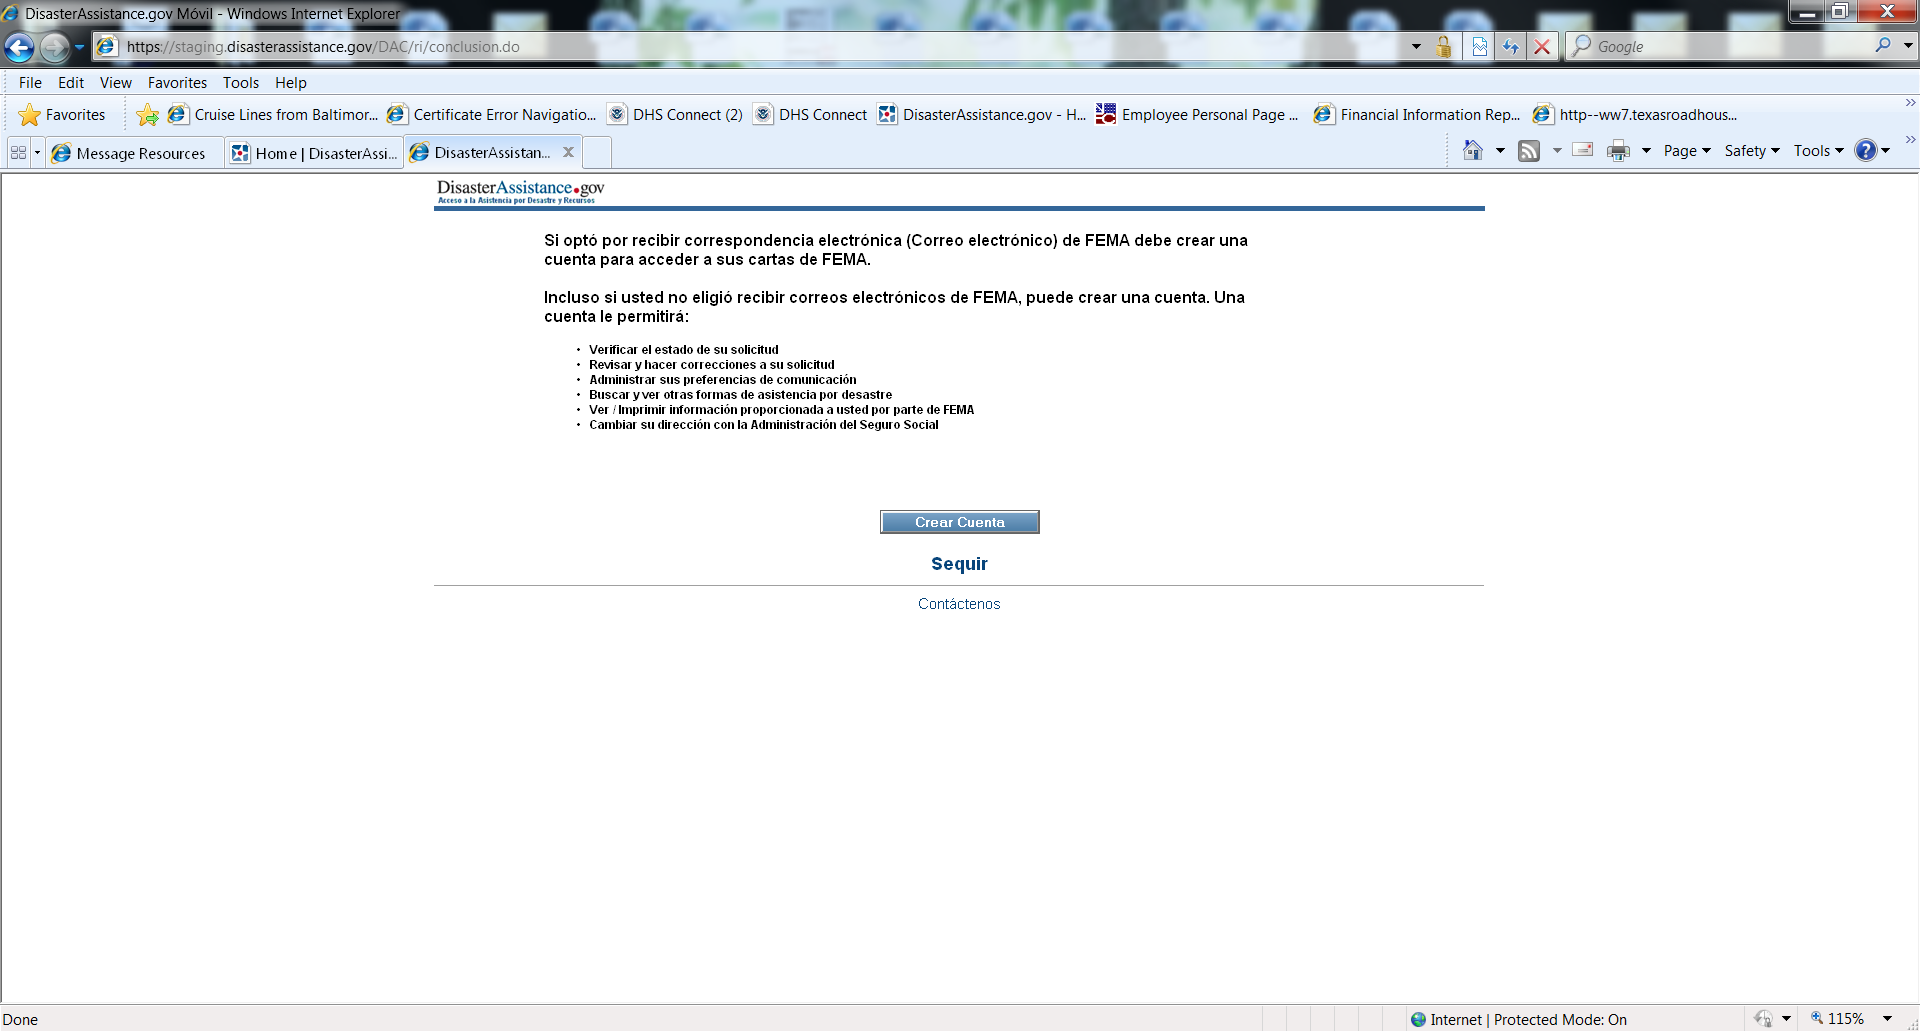 DisasterAssistance.gov Móvil - Windows Internet Explorer
https://staging.disasterassistance.gov/DAC/ri/conclusion.do
Google
File Edit View Favorites Tools Help
Favorites Cruise Lines from Baltimor... Certificate Error Navigatio... DHS Connect (2) DHS Connect DisasterAssistance.gov - H... Employee Personal Page ... Financial Information Rep... http--ww7.texasroadhous...
Message Resources Home | DisasterAssi... DisasterAssistan... Page Safety Tools
DisasterAssistance.gov
Acceso a la Asistencia por Desastre y Recursos
Si optó por recibir correspondencia electrónica (Correo electrónico) de FEMA debe crear una
cuenta para acceder a sus cartas de FEMA.
Incluso si usted no eligió recibir correos electrónicos de FEMA, puede crear una cuenta. Una
cuenta le permitirá:
• Verificar el estado de su solicitud
• Revisar y hacer correcciones a su solicitud
• Administrar sus preferencias de comunicación
• Buscar y ver otras formas de asistencia por desastre
• Ver / Imprimir información proporcionada a usted por parte de FEMA
• Cambiar su dirección con la Administración del Seguro Social
Crear Cuenta
Sequir
Contáctenos
Done Internet | Protected Mode: On 115%